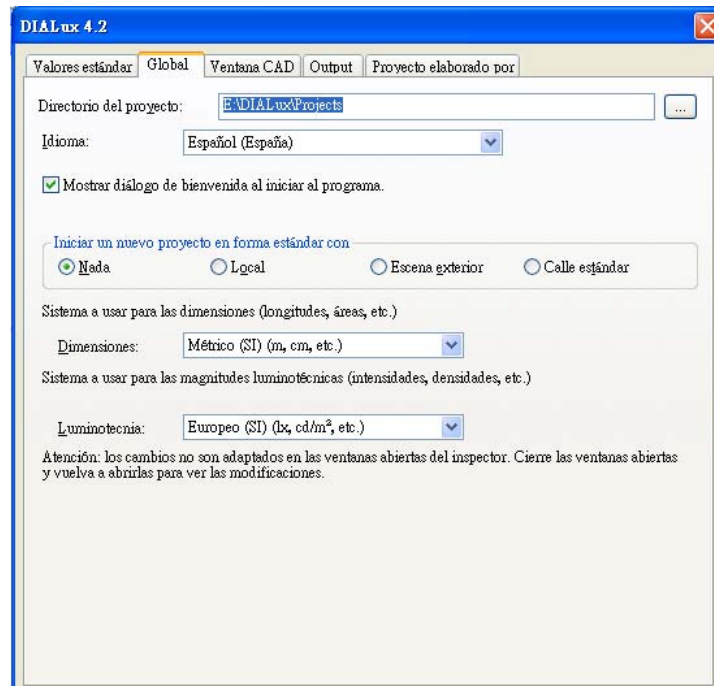 DIALux 4.2
Valores estándar Global Ventana CAD Output Proyecto elaborado por
Directorio del proyecto: E:\DIALux\Projects ...
Idioma: Español (España)
Mostrar diálogo de bienvenida al iniciar al programa.
Iniciar un nuevo proyecto en forma estándar con
Nada Local Escena exterior Calle estándar
Sistema a usar para las dimensiones (longitudes, áreas, etc.)
Dimensiones: Métrico (SI) (m, cm, etc.)
Sistema a usar para las magnitudes luminotécnicas (intensidades, densidades, etc.)
Luminotecnia: Europeo (SI) (lx, cd/m², etc.)
Atención: los cambios no son adaptados en las ventanas abiertas del inspector. Cierre las ventanas abiertas
y vuelva a abrirlas para ver las modificaciones.